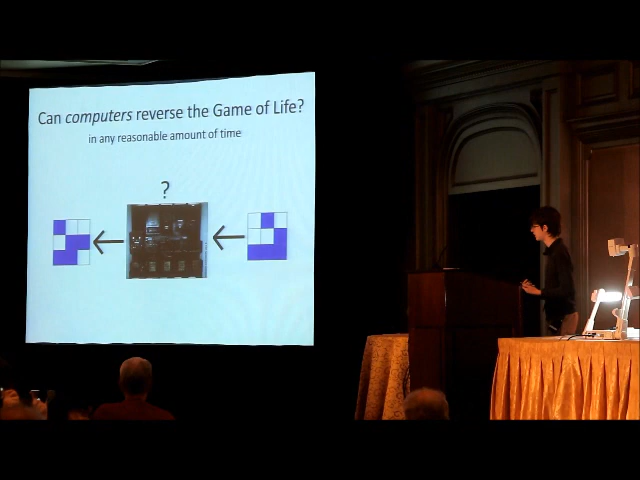 Can computers reverse the Game of Life?
in any reasonable amount of time
?